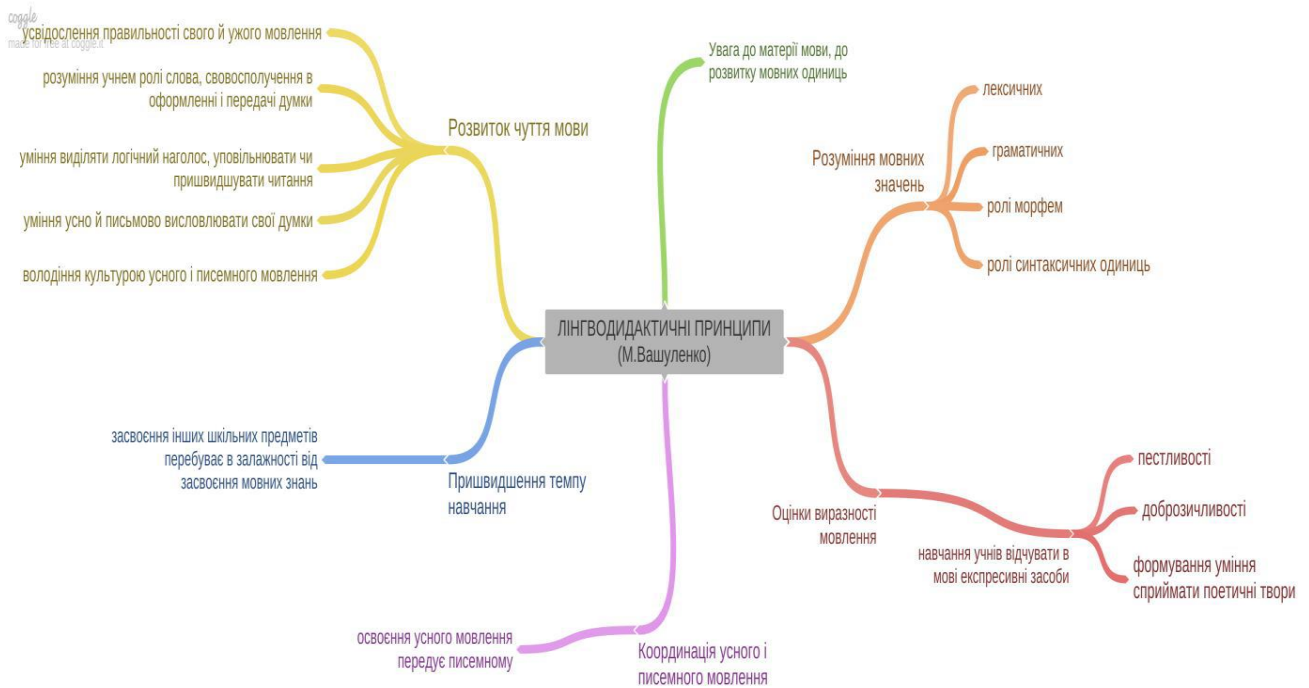 coggle
made for free at coggle.it
усвідослення правильності свого й ужого мовлення
розуміння учнем ролі слова, свовосполучення в
оформленні і передачі думки
уміння виділяти логічний наголос, уповільнювати чи
пришвидшувати читання
уміння усно й письмово висловлювати свої думки
володіння культурою усного і писемного мовлення
Розвиток чуття мови
Увага до матерії мови, до
розвитку мовних одиниць
Розуміння мовних
значень
лексичних
граматичних
ролі морфем
ролі синтаксичних одиниць
ЛІНГВОДИДАКТИЧНІ ПРИНЦИПИ
(М.Вашуленко)
засвоєння інших шкільних предметів
перебуває в залажності від
засвоєння мовних знань
Пришвидшення темпу
навчання
Оцінки виразності
мовлення
навчання учнів відчувати в
мові експресивні засоби
пестливості
доброзичливості
формування уміння
сприймати поетичні твори
освоєння усного мовлення
передує писемному
Координація усного і
писемного мовлення